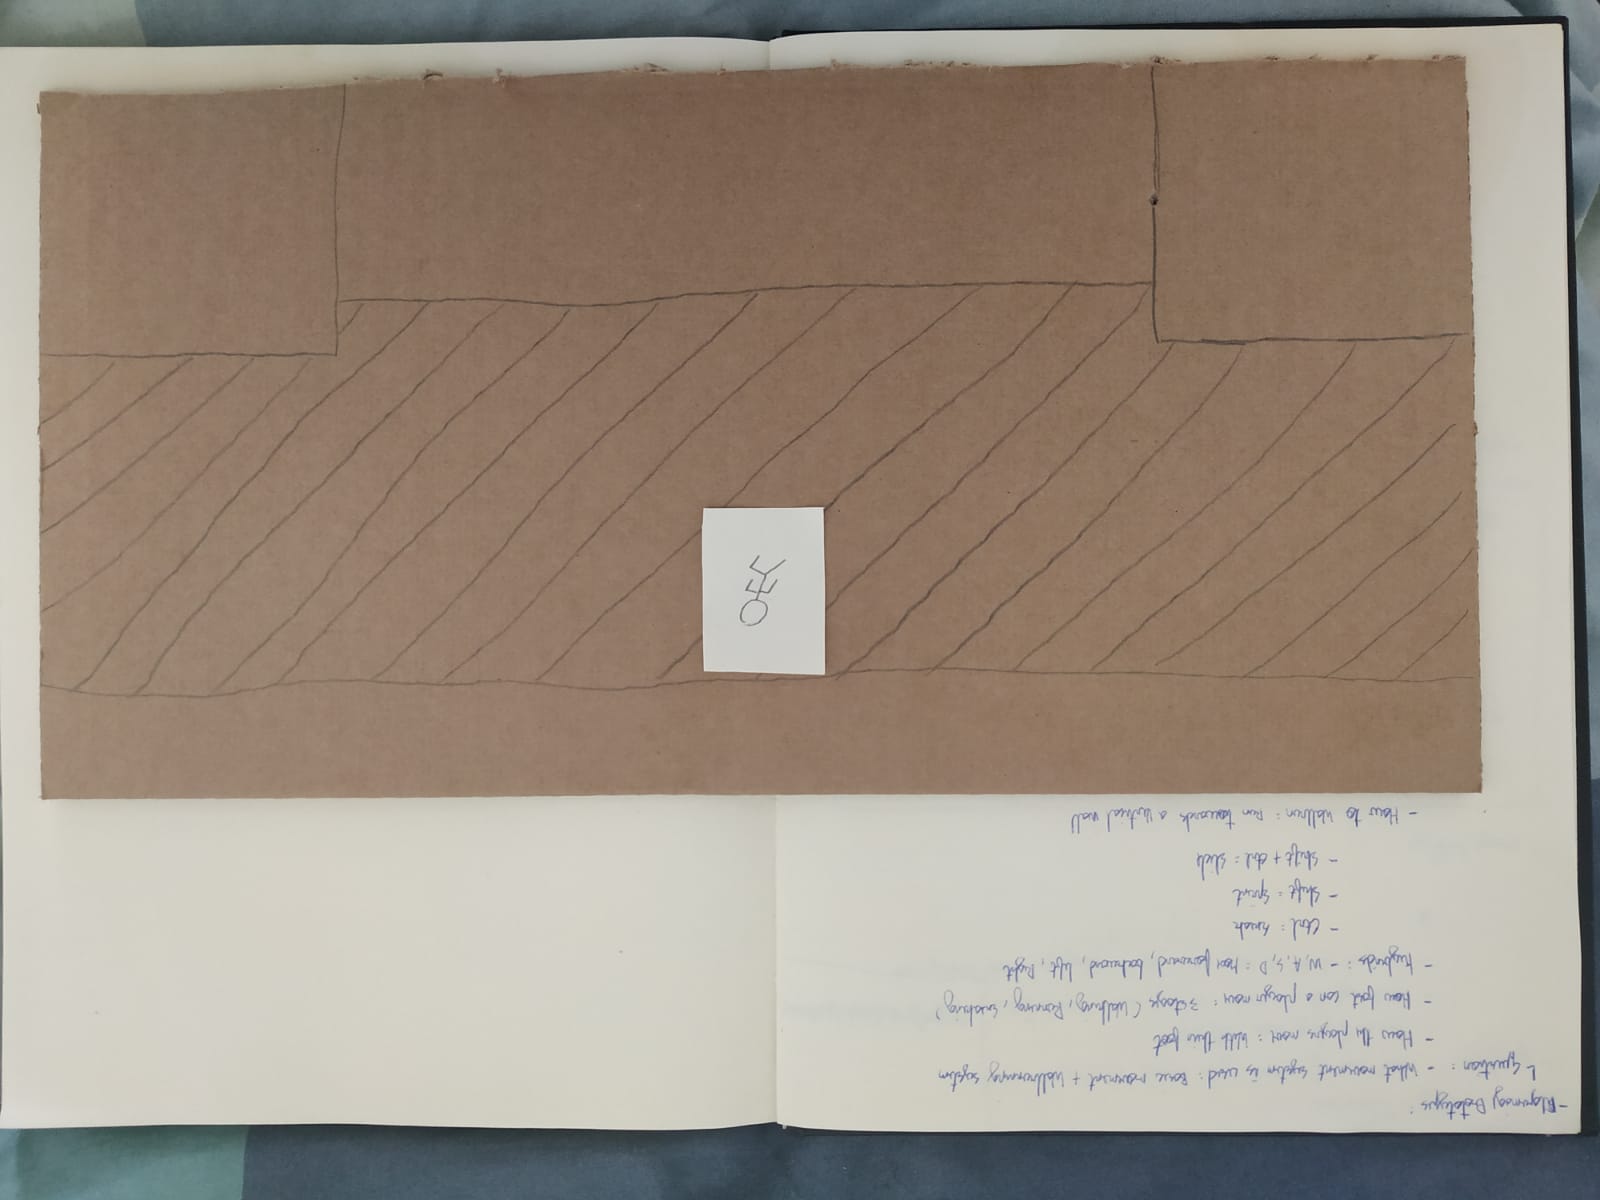 - Prototypes:
Question: - What movement system is used: Basic movement + Wallrunning system
- How the players move: With their foot
- How fast can a player move: 3 stages (Walking, Running, Sneaking)
- Keybinds: - W, A, S, D: Move forward, backward, left, Right
- Ctrl: Sneak
- Shift: Sprint
- Shift + Ctrl: Slide
- How to Wallrun: Run towards a Vertical wall